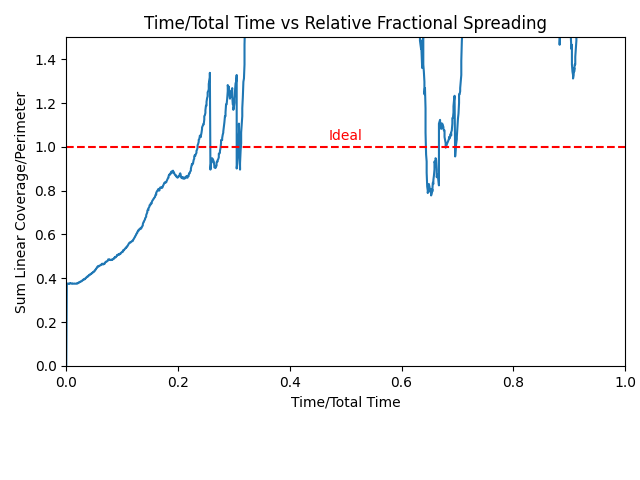 Time/Total Time vs Relative Fractional Spreading
Sum Linear Coverage/Perimeter
1.4
1.2
1.0
0.8
0.6
0.4
0.2
0.0
Ideal
0.0 0.2 0.4 0.6 0.8 1.0
Time/Total Time